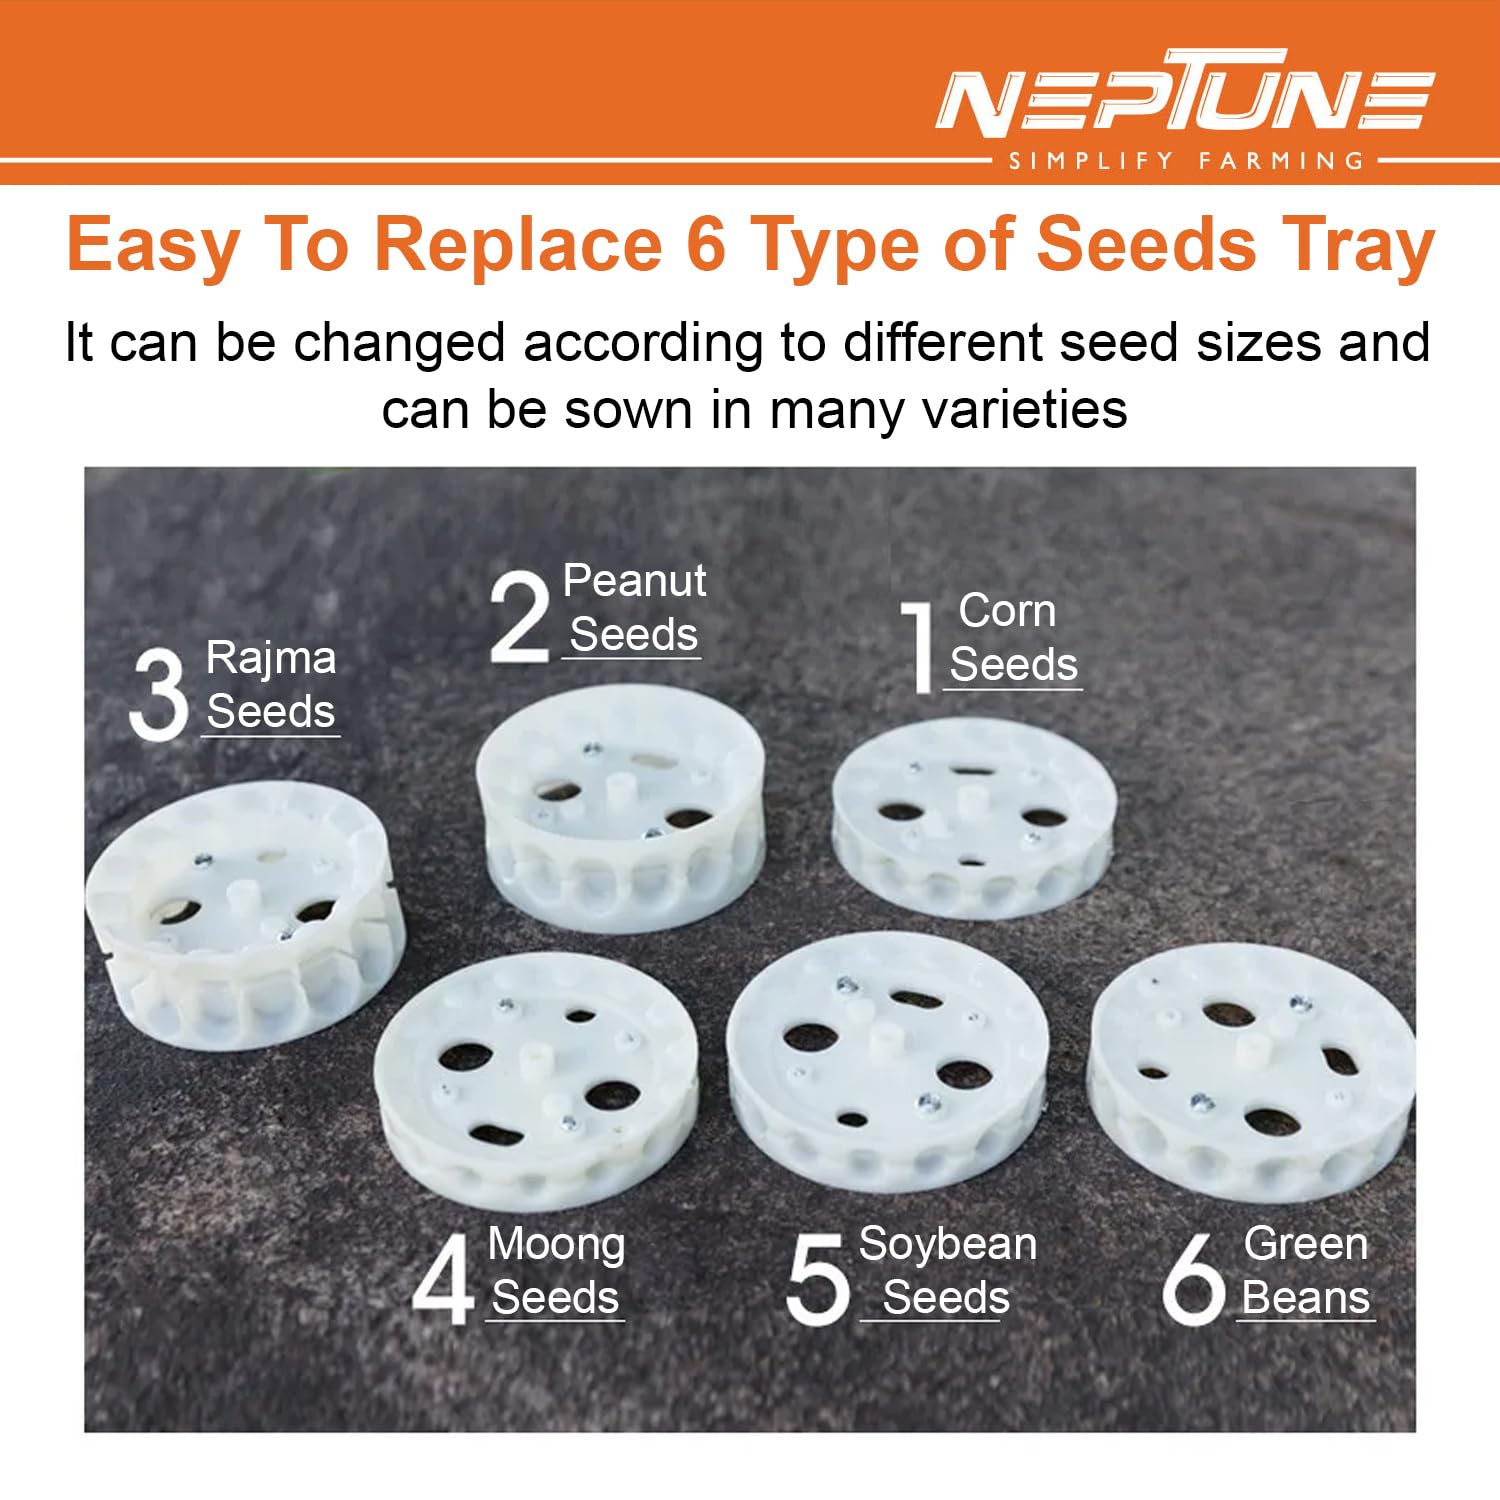 NEPTUNE
SIMPLIFY FARMING
Easy To Replace 6 Type of Seeds Tray
It can be changed according to different seed sizes and
can be sown in many varieties
3 Rajma
Seeds
2 Peanut
Seeds
1 Corn
Seeds
4 Moong
Seeds
5 Soybean
Seeds
6 Green
Beans